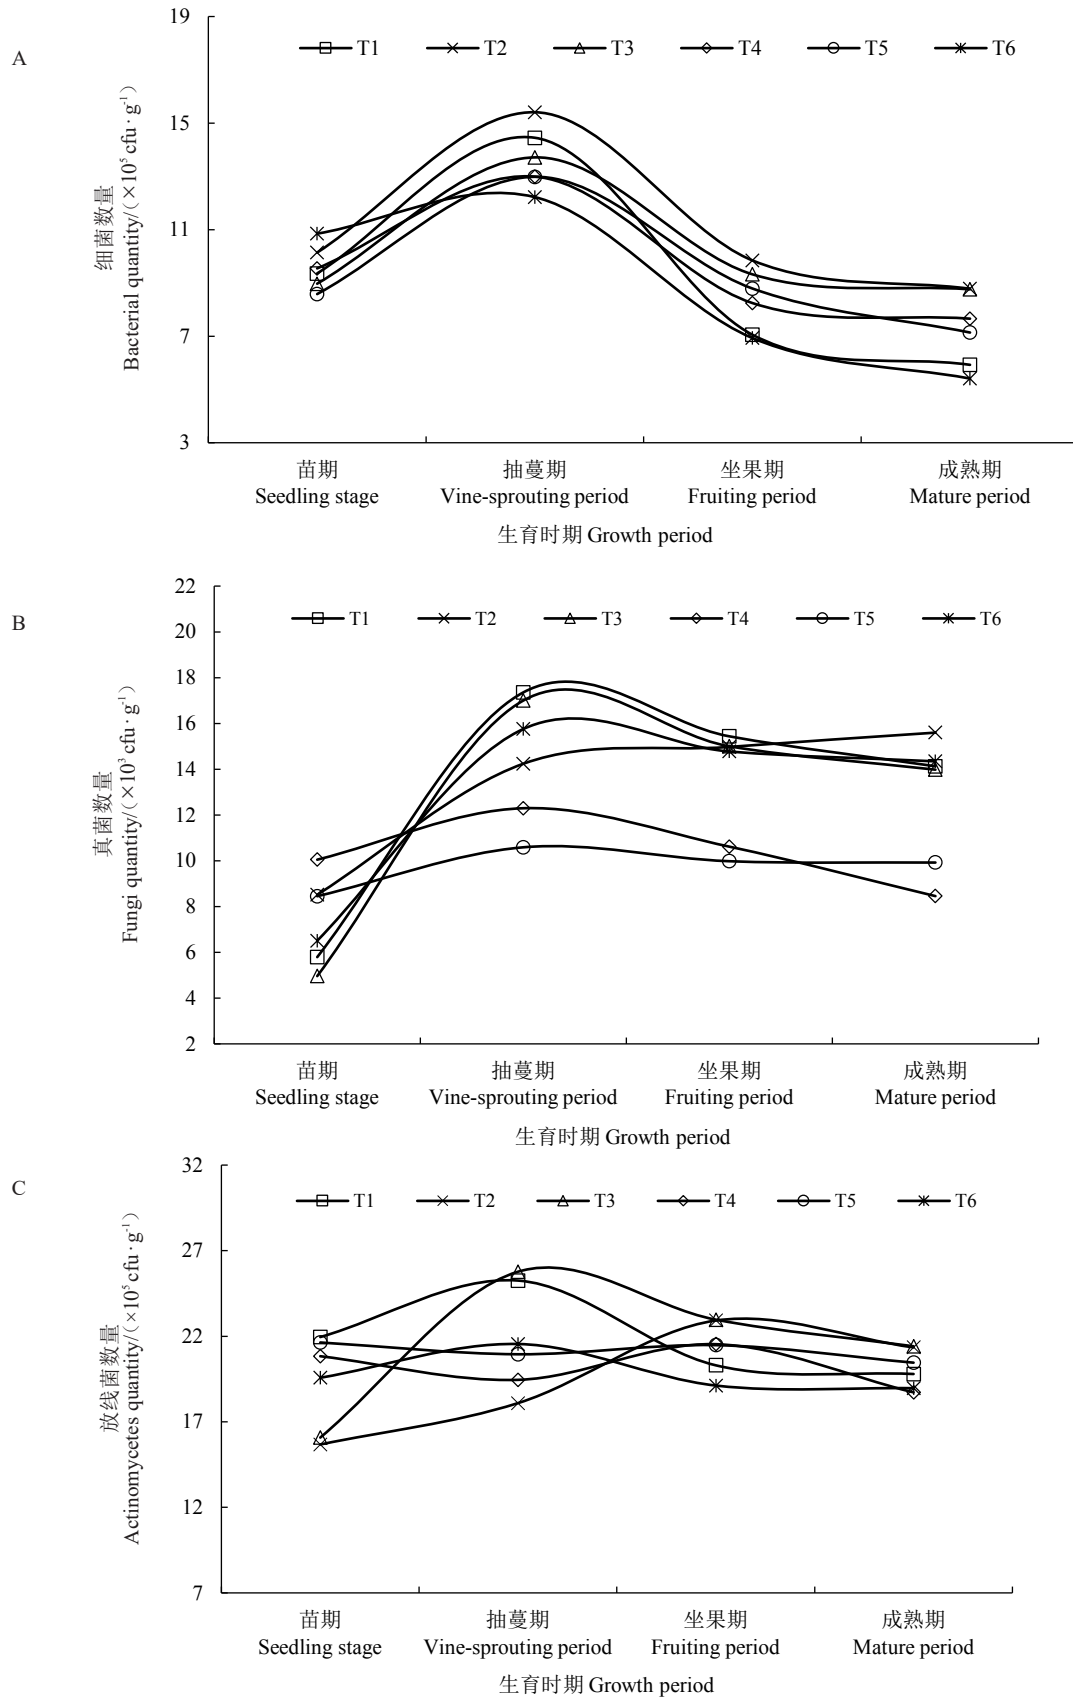 A
19
15
11
7
3
T1 T2 T3 T4 T5 T6
细菌数量
Bacterial quantity/(×10⁵ cfu·g⁻¹)
苗期 抽蔓期 坐果期 成熟期
Seedling stage Vine-sprouting period Fruiting period Mature period
生育时期 Growth period
B
22
20
18
16
14
12
10
8
6
4
2
T1 T2 T3 T4 T5 T6
真菌数量
Fungi quantity/(×10³ cfu·g⁻¹)
苗期 抽蔓期 坐果期 成熟期
Seedling stage Vine-sprouting period Fruiting period Mature period
生育时期 Growth period
C
32
27
22
17
12
7
T1 T2 T3 T4 T5 T6
放线菌数量
Actinomycetes quantity/(×10⁵ cfu·g⁻¹)
苗期 抽蔓期 坐果期 成熟期
Seedling stage Vine-sprouting period Fruiting period Mature period
生育时期 Growth period